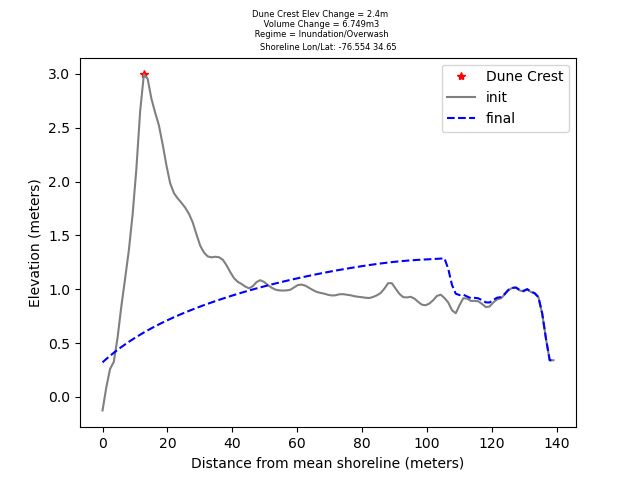 Dune Crest Elev Change = 2.4m
Volume Change = 6.749m3
Regime = Inundation/Overwash
Shoreline Lon/Lat: -76.554 34.65
Dune Crest
init
final
3.0
2.5
2.0
1.5
1.0
0.5
0.0
Elevation (meters)
0 20 40 60 80 100 120 140
Distance from mean shoreline (meters)